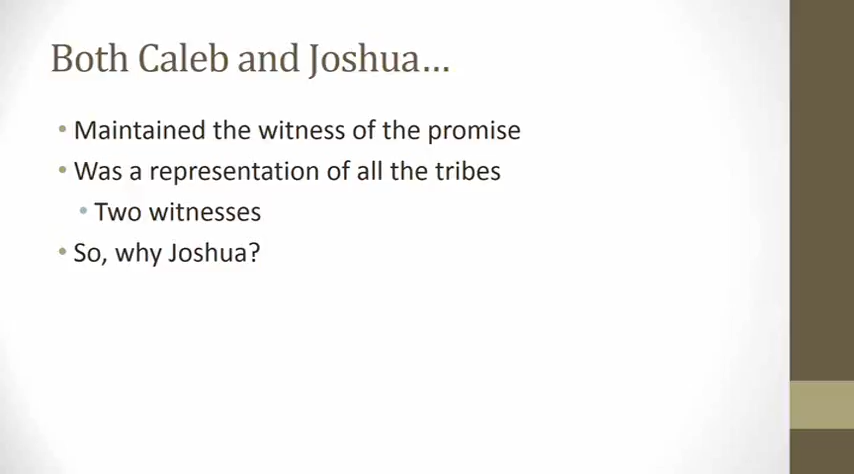 Both Caleb and Joshua…
• Maintained the witness of the promise
• Was a representation of all the tribes
• Two witnesses
• So, why Joshua?